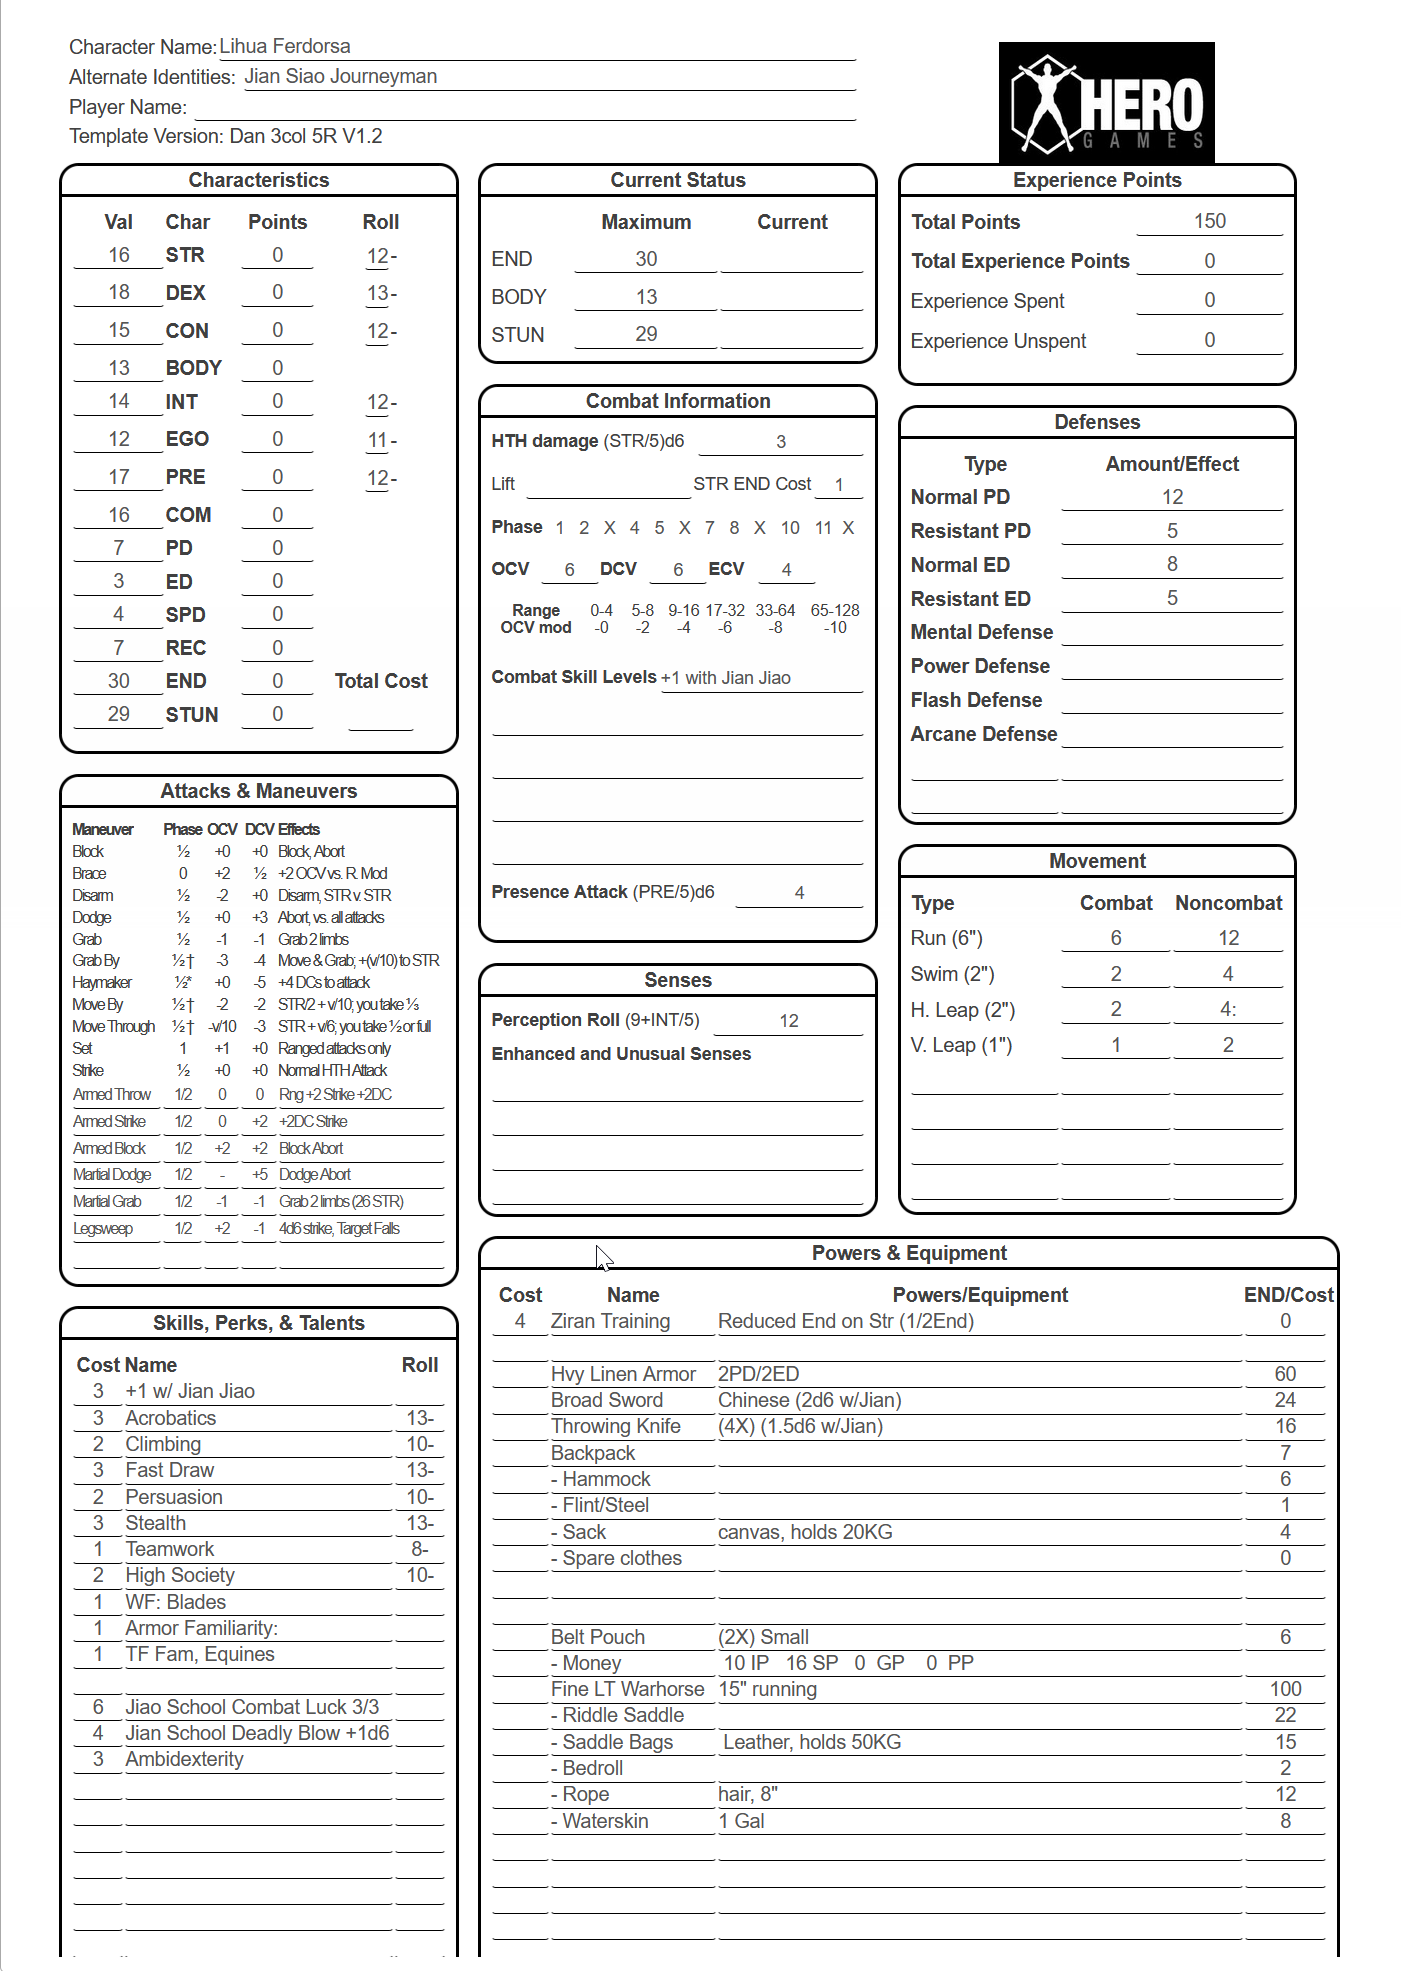 Character Name: Lihua Ferdorsa
Alternate Identities: Jian Siao Journeyman
Player Name:
Template Version: Dan 3col 5R V1.2
HERO
GAMES
Characteristics
Val Char Points Roll
16 STR 0 12-
18 DEX 0 13-
15 CON 0 12-
13 BODY 0
14 INT 0 12-
12 EGO 0 11-
17 PRE 0 12-
16 COM 0
7 PD 0
3 ED 0
4 SPD 0
7 REC 0
30 END 0 Total Cost
29 STUN 0
Attacks & Maneuvers
Maneuver Phase OCV DCV Effects
Block ½ +0 +0 Block, Abort
Brace 0 +2 ½ +2 OCV vs. R. Mod
Disarm ½ -2 +0 Disarm, STR v. STR
Dodge ½ +0 +3 Abort, vs. all attacks
Grab ½ -1 -1 Grab 2 limbs
Grab By ½† -3 -4 Move & Grab; +(v/10) to STR
Haymaker ½* +0 -5 +4 DCs to attack
Move By ½† -2 -2 STR/2 + v/10; you take ⅓
Move Through ½† -v/10 -3 STR + v/6; you take ½ or full
Set 1 +1 +0 Ranged attacks only
Strike ½ +0 +0 Normal HTH Attack
Armed Throw 1/2 0 0 Rng +2 Strike +2DC
Armed Strike 1/2 0 +2 +2DC Strike
Armed Block 1/2 +2 +2 Block Abort
Martial Dodge 1/2 - +5 Dodge Abort
Martial Grab 1/2 -1 -1 Grab 2 limbs (26 STR)
Legsweep 1/2 +2 -1 4d6 strike, Target Falls
Skills, Perks, & Talents
Cost Name Roll
3 +1 w/ Jian Jiao
3 Acrobatics 13-
2 Climbing 10-
3 Fast Draw 13-
2 Persuasion 10-
3 Stealth 13-
1 Teamwork 8-
2 High Society 10-
1 WF: Blades
1 Armor Familiarity:
1 TF Fam, Equines
6 Jiao School Combat Luck 3/3
4 Jian School Deadly Blow +1d6
3 Ambidexterity
Current Status
Maximum Current
END 30
BODY 13
STUN 29
Combat Information
HTH damage (STR/5)d6 3
Lift STR END Cost 1
Phase 1 2 X 4 5 X 7 8 X 10 11 X
OCV 6 DCV 6 ECV 4
Range 0-4 5-8 9-16 17-32 33-64 65-128
OCV mod -0 -2 -4 -6 -8 -10
Combat Skill Levels +1 with Jian Jiao
Presence Attack (PRE/5)d6 4
Senses
Perception Roll (9+INT/5) 12
Enhanced and Unusual Senses
Experience Points
Total Points 150
Total Experience Points 0
Experience Spent 0
Experience Unspent 0
Defenses
Type Amount/Effect
Normal PD 12
Resistant PD 5
Normal ED 8
Resistant ED 5
Mental Defense
Power Defense
Flash Defense
Arcane Defense
Movement
Type Combat Noncombat
Run (6") 6 12
Swim (2") 2 4
H. Leap (2") 2 4:
V. Leap (1") 1 2
Powers & Equipment
Cost Name Powers/Equipment END/Cost
4 Ziran Training Reduced End on Str (1/2End) 0
Hvy Linen Armor 2PD/2ED 60
Broad Sword Chinese (2d6 w/Jian) 24
Throwing Knife (4X) (1.5d6 w/Jian) 16
Backpack 7
- Hammock 6
- Flint/Steel 1
- Sack canvas, holds 20KG 4
- Spare clothes 0
Belt Pouch (2X) Small 6
- Money 10 IP 16 SP 0 GP 0 PP
Fine LT Warhorse 15" running 100
- Riddle Saddle 22
- Saddle Bags Leather, holds 50KG 15
- Bedroll 2
- Rope hair, 8" 12
- Waterskin 1 Gal 8